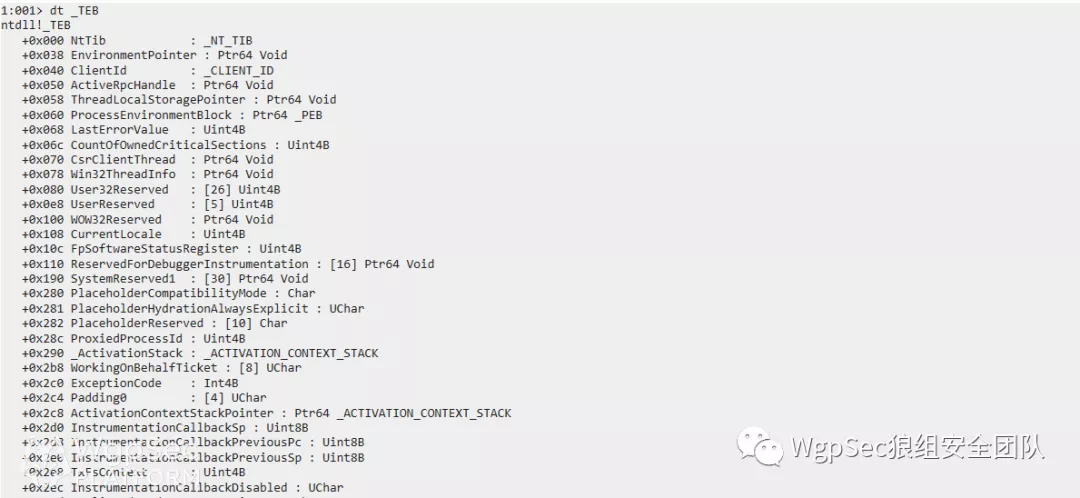 1:001> dt _TEB
ntdll!_TEB
+0x000 NtTib : _NT_TIB
+0x038 EnvironmentPointer : Ptr64 Void
+0x040 ClientId : _CLIENT_ID
+0x050 ActiveRpcHandle : Ptr64 Void
+0x058 ThreadLocalStoragePointer : Ptr64 Void
+0x060 ProcessEnvironmentBlock : Ptr64 _PEB
+0x068 LastErrorValue : Uint4B
+0x06c CountOfOwnedCriticalSections : Uint4B
+0x070 CsrClientThread : Ptr64 Void
+0x078 Win32ThreadInfo : Ptr64 Void
+0x080 User32Reserved : [26] Uint4B
+0x0e8 UserReserved : [5] Uint4B
+0x100 WOW32Reserved : Ptr64 Void
+0x108 CurrentLocale : Uint4B
+0x10c FpSoftwareStatusRegister : Uint4B
+0x110 ReservedForDebuggerInstrumentation : [16] Ptr64 Void
+0x190 SystemReserved1 : [30] Ptr64 Void
+0x280 PlaceholderCompatibilityMode : Char
+0x281 PlaceholderHydrationAlwaysExplicit : UChar
+0x282 PlaceholderReserved : [10] Char
+0x28c ProxiedProcessId : Uint4B
+0x290 _ActivationStack : _ACTIVATION_CONTEXT_STACK
+0x2b8 WorkingOnBehalfTicket : [8] UChar
+0x2c0 ExceptionCode : Int4B
+0x2c4 Padding0 : [4] UChar
+0x2c8 ActivationContextStackPointer : Ptr64 _ACTIVATION_CONTEXT_STACK
+0x2d0 InstrumentationCallbackSp : Uint8B
+0x2d8 InstrumentationCallbackPreviousPc : Uint8B
+0x2e0 InstrumentationCallbackPreviousSp : Uint8B
+0x2e8 TxFsContext : Uint4B
+0x2ec InstrumentationCallbackDisabled : UChar
WgpSec
PLATFORM
WgpSec狼组安全团队